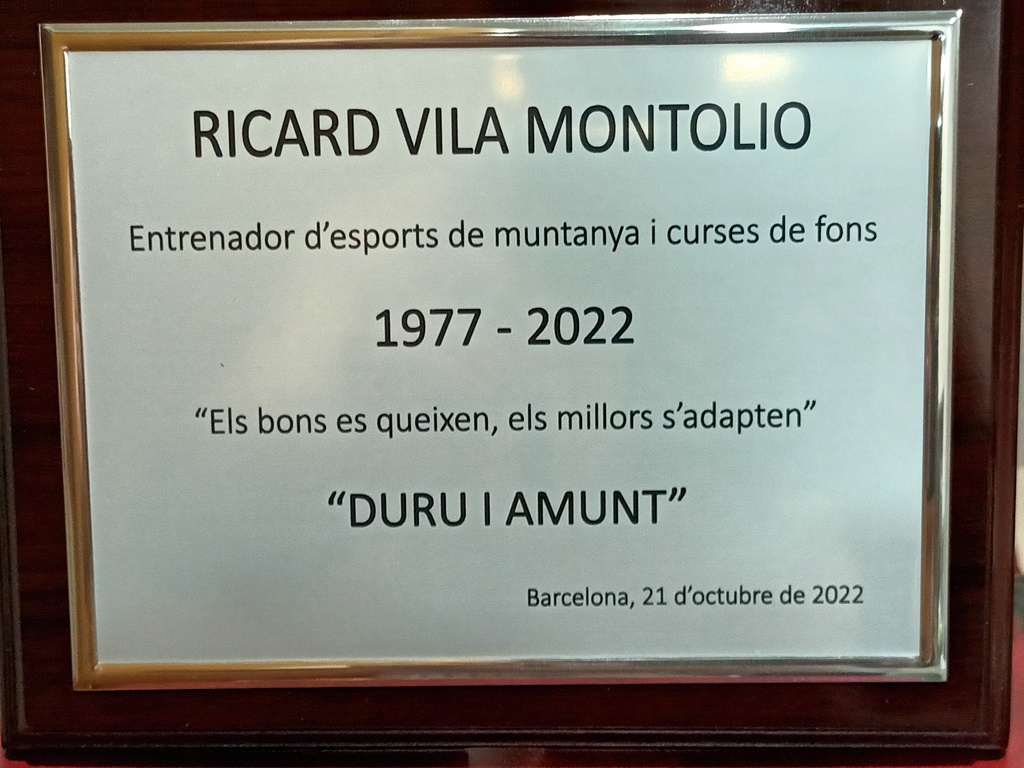 RICARD VILA MONTOLIO
Entrenador d’esports de muntanya i curses de fons
1977 - 2022
“Els bons es queixen, els millors s’adapten”
“DURU I AMUNT”
Barcelona, 21 d’octubre de 2022